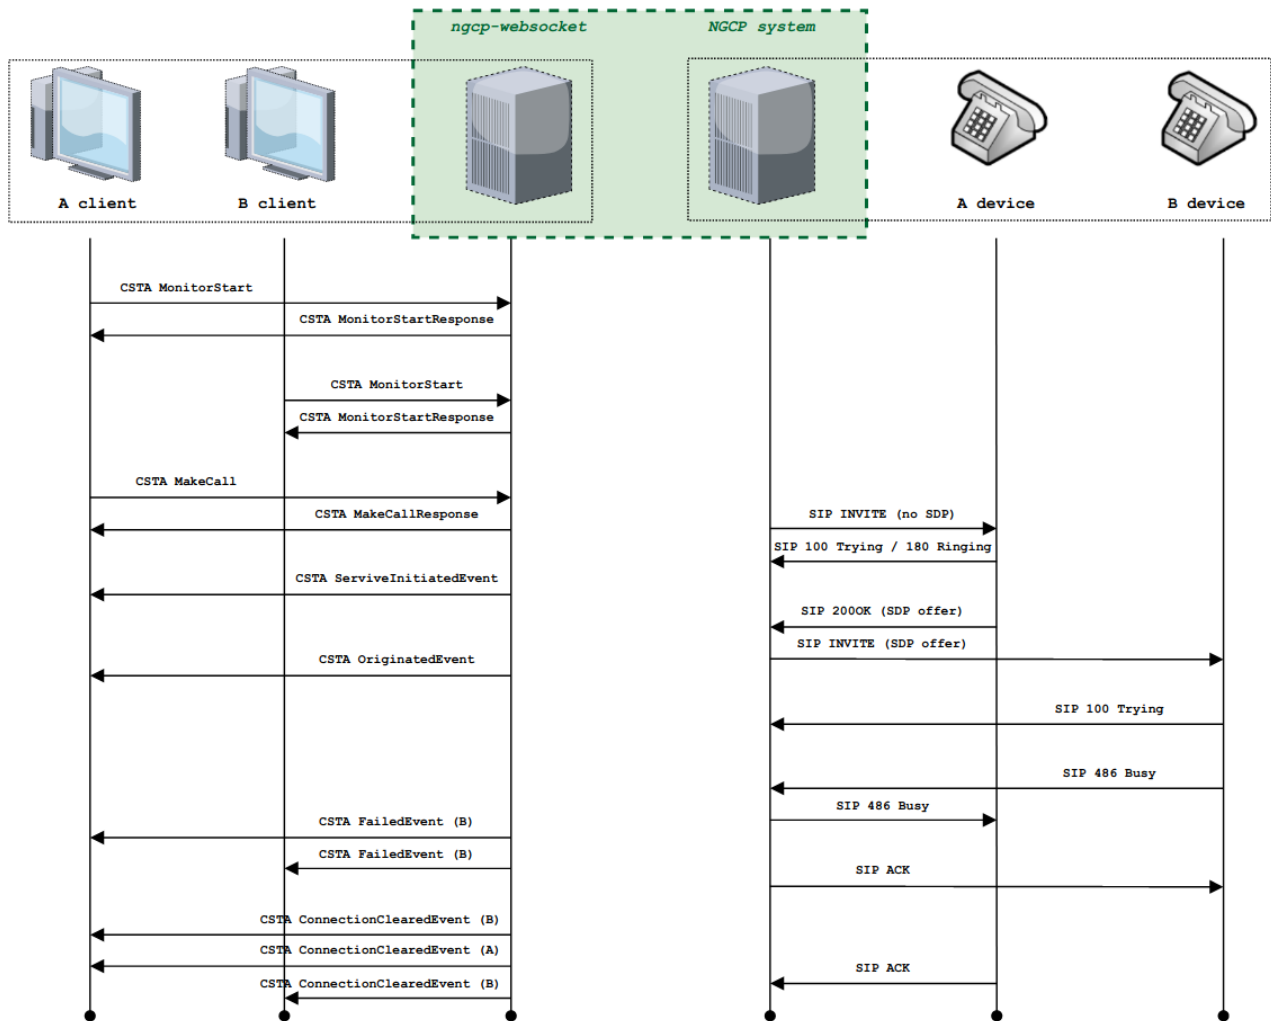 ngcp-websocket
NGCP system
A client
B client
A device
B device
CSTA MonitorStart
CSTA MonitorStartResponse
CSTA MonitorStart
CSTA MonitorStartResponse
CSTA MakeCall
CSTA MakeCallResponse
SIP INVITE (no SDP)
SIP 100 Trying / 180 Ringing
CSTA ServiveInitiatedEvent
SIP 200OK (SDP offer)
SIP INVITE (SDP offer)
CSTA OriginatedEvent
SIP 100 Trying
SIP 486 Busy
SIP 486 Busy
CSTA FailedEvent (B)
CSTA FailedEvent (B)
SIP ACK
CSTA ConnectionClearedEvent (B)
CSTA ConnectionClearedEvent (A)
SIP ACK
CSTA ConnectionClearedEvent (B)